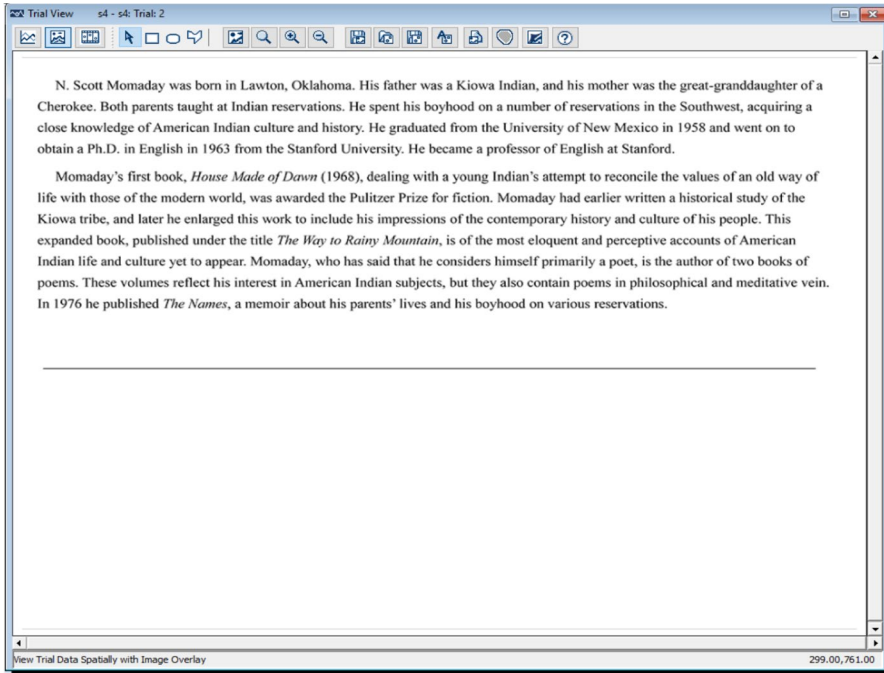 Trial View s4 - s4: Trial: 2
N. Scott Momaday was born in Lawton, Oklahoma. His father was a Kiowa Indian, and his mother was the great-granddaughter of a
Cherokee. Both parents taught at Indian reservations. He spent his boyhood on a number of reservations in the Southwest, acquiring a
close knowledge of American Indian culture and history. He graduated from the University of New Mexico in 1958 and went on to
obtain a Ph.D. in English in 1963 from the Stanford University. He became a professor of English at Stanford.
Momaday's first book, House Made of Dawn (1968), dealing with a young Indian's attempt to reconcile the values of an old way of
life with those of the modern world, was awarded the Pulitzer Prize for fiction. Momaday had earlier written a historical study of the
Kiowa tribe, and later he enlarged this work to include his impressions of the contemporary history and culture of his people. This
expanded book, published under the title The Way to Rainy Mountain, is of the most eloquent and perceptive accounts of American
Indian life and culture yet to appear. Momaday, who has said that he considers himself primarily a poet, is the author of two books of
poems. These volumes reflect his interest in American Indian subjects, but they also contain poems in philosophical and meditative vein.
In 1976 he published The Names, a memoir about his parents' lives and his boyhood on various reservations.
View Trial Data Spatially with Image Overlay 299.00,761.00